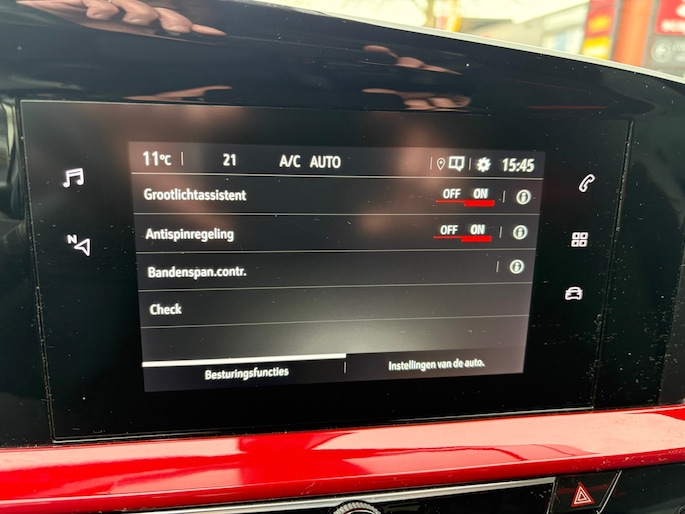 11°C 21 A/C AUTO 15:45
Grootlichtassistent OFF ON
Antispinregeling OFF ON
N
Bandenspan.contr.
Check
Besturingsfuncties Instellingen van de auto.